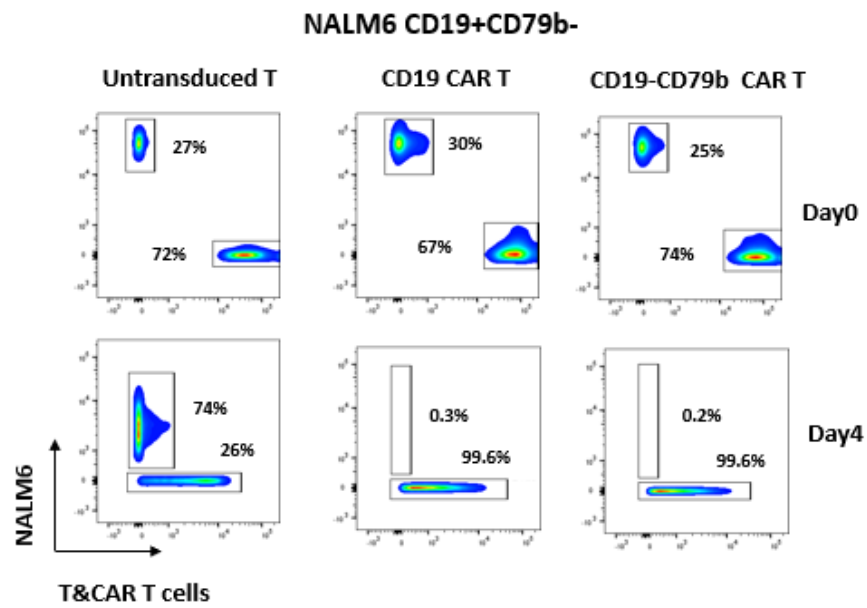 NALM6 CD19+CD79b-
Untransduced T
CD19 CAR T
CD19-CD79b CAR T
27%
72%
30%
67%
25%
74%
Day0
74%
26%
0.3%
99.6%
0.2%
99.6%
Day4
NALM6
T&CAR T cells